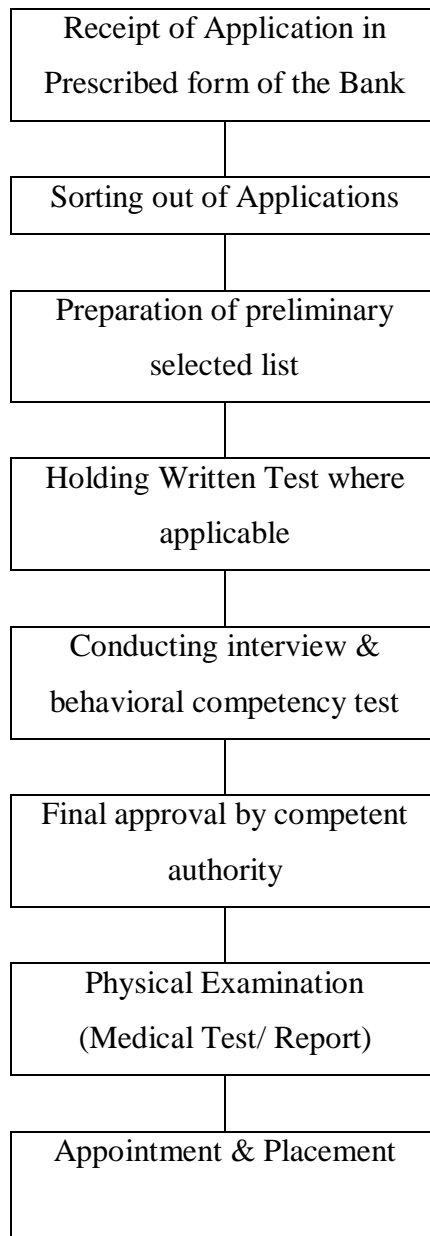 Receipt of Application in
Prescribed form of the Bank
Sorting out of Applications
Preparation of preliminary
selected list
Holding Written Test where
applicable
Conducting interview &
behavioral competency test
Final approval by competent
authority
Physical Examination
(Medical Test/ Report)
Appointment & Placement